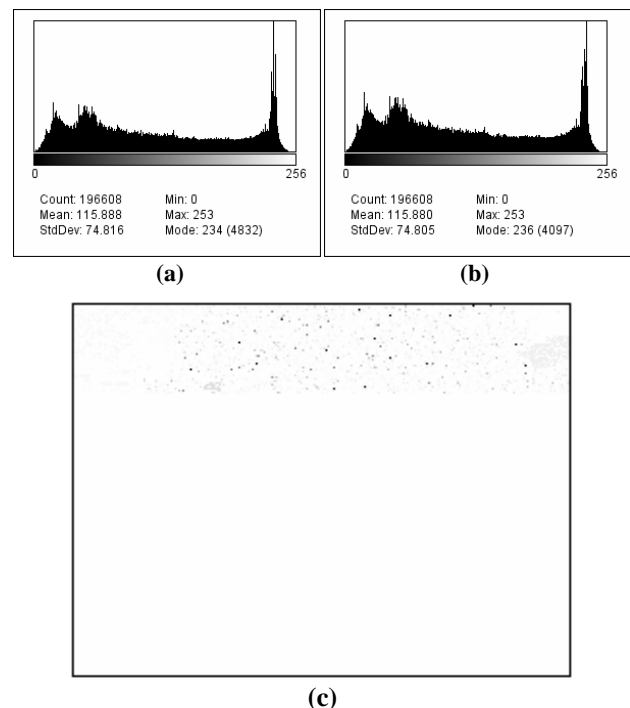 0 256
Count: 196608 Min: 0
Mean: 115.888 Max: 253
StdDev: 74.816 Mode: 234 (4832)
(a)
0 256
Count: 196608 Min: 0
Mean: 115.880 Max: 253
StdDev: 74.805 Mode: 236 (4097)
(b)
(c)